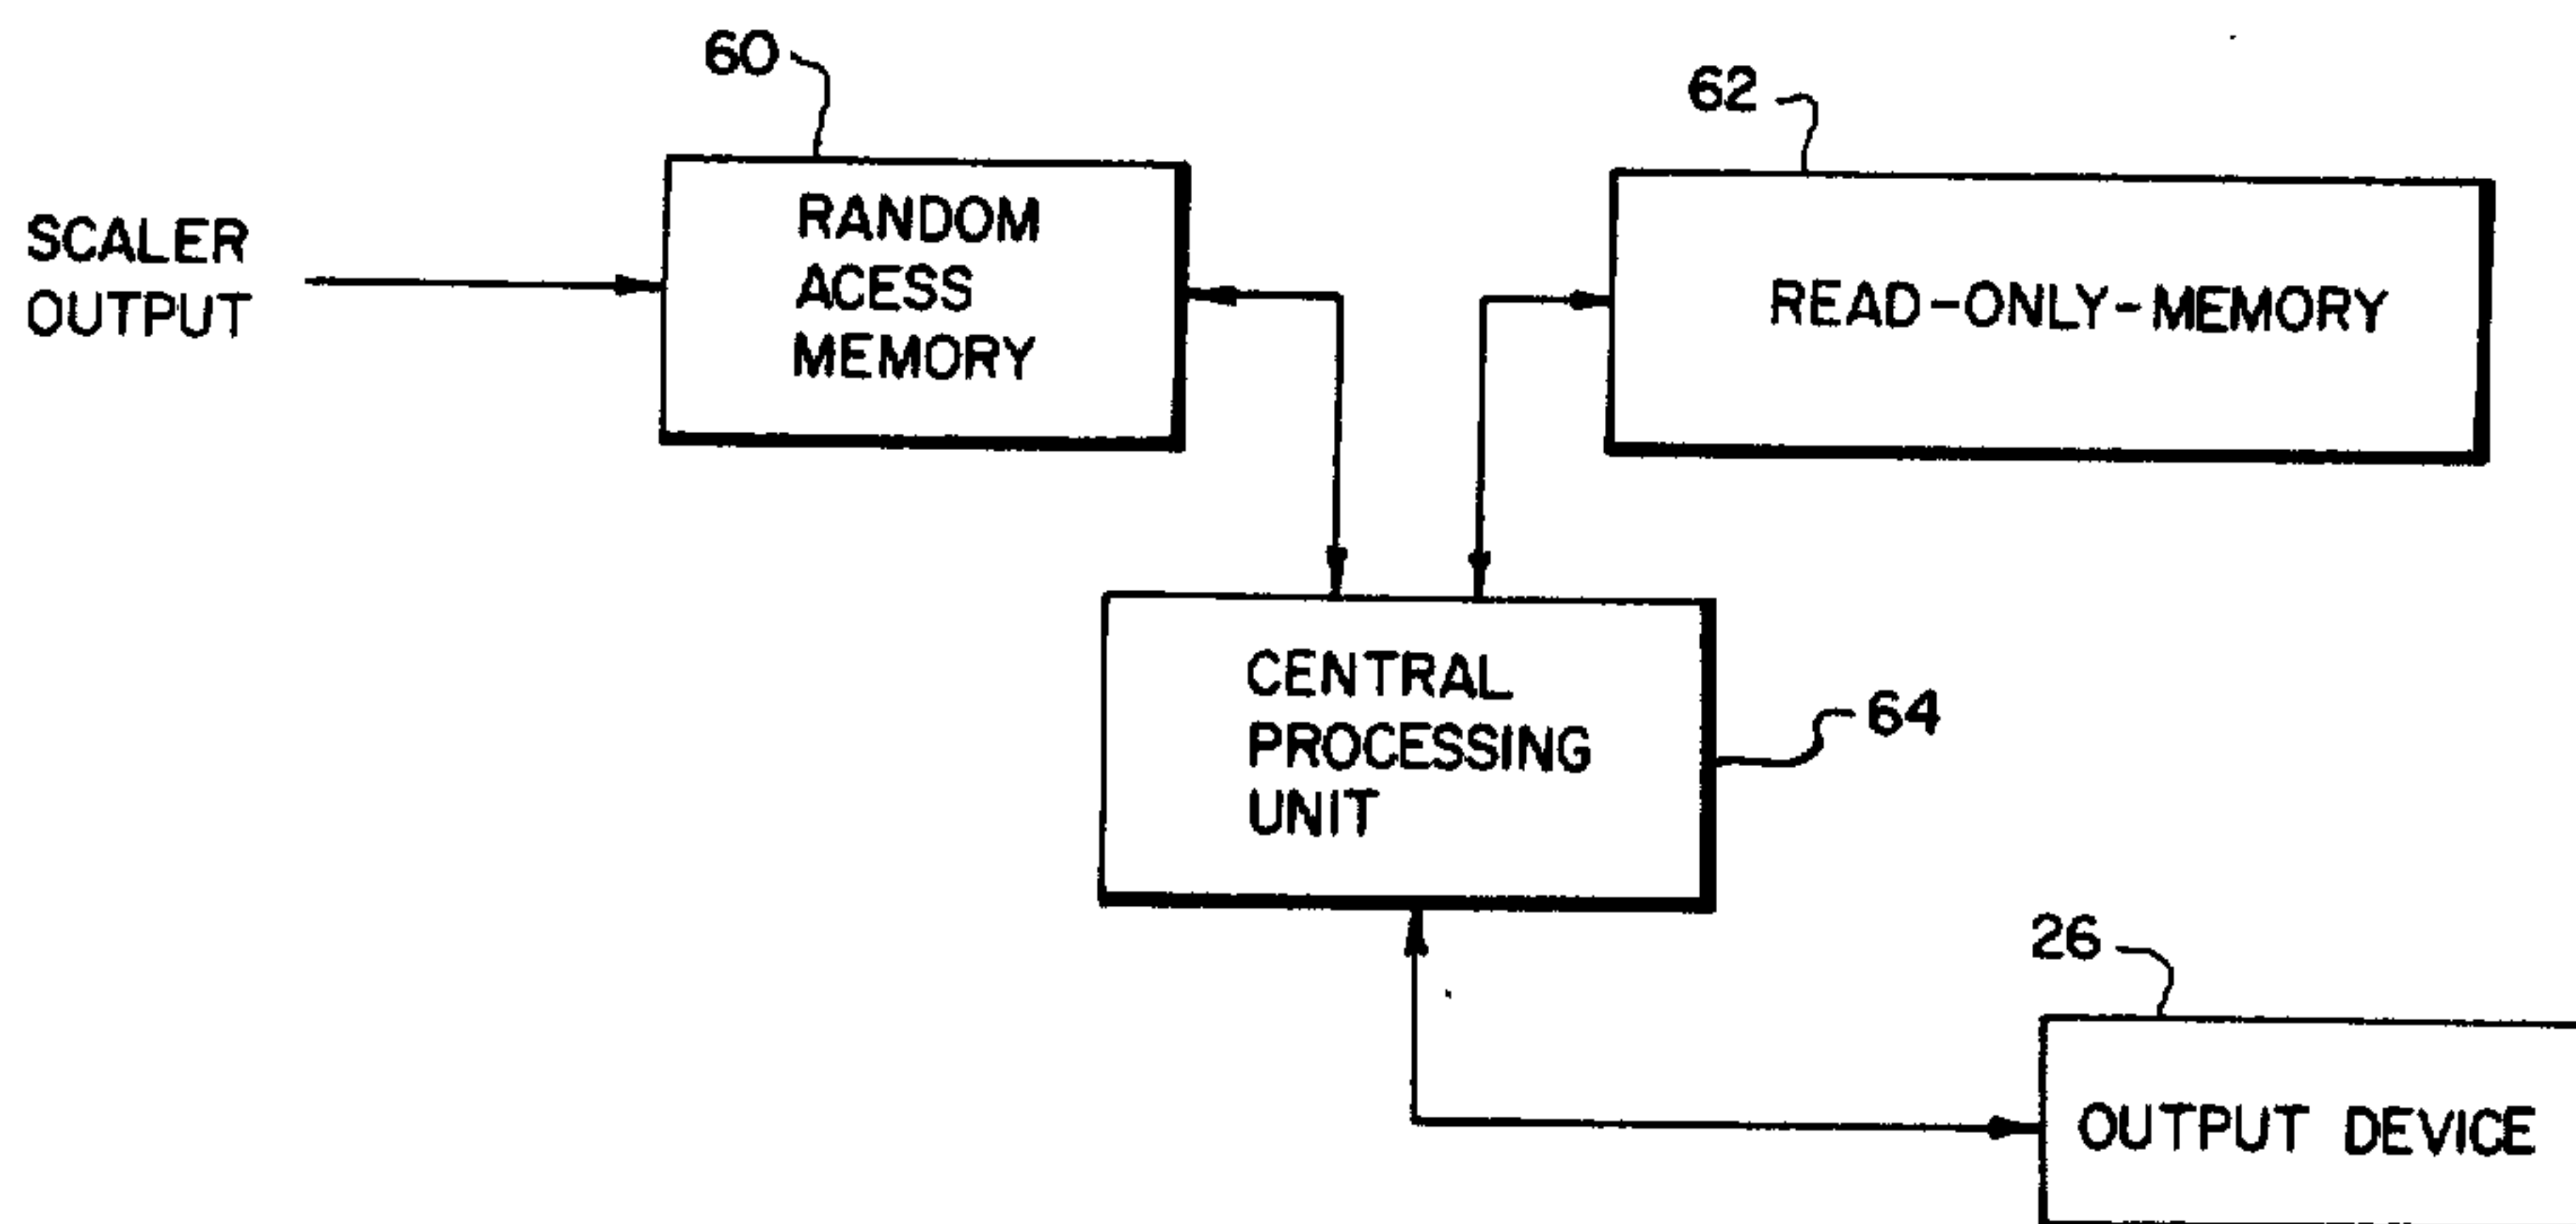 60
62
SCALER
OUTPUT
RANDOM
ACESS
MEMORY
READ-ONLY-MEMORY
CENTRAL
PROCESSING
UNIT
64
26
OUTPUT DEVICE